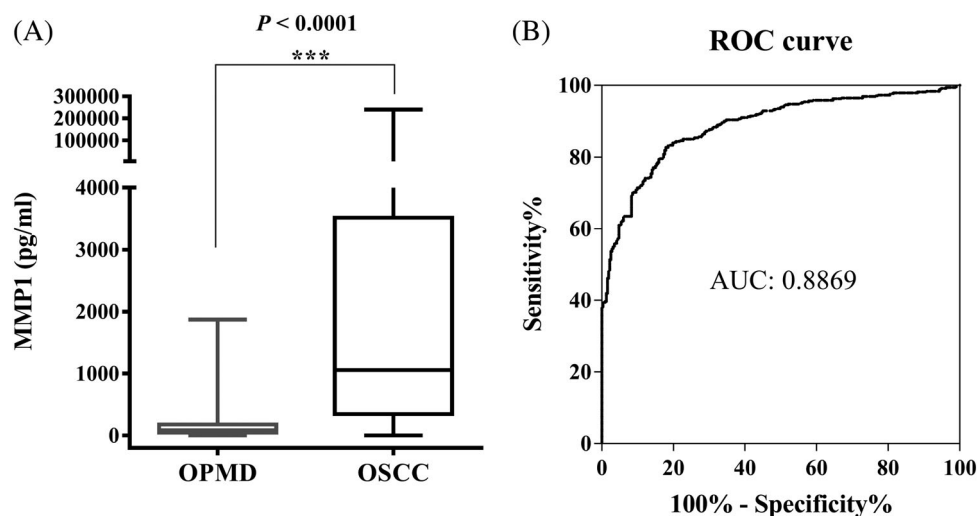 (A)
P < 0.0001
***
MMP1 (pg/ml)
300000
200000
100000
4000
3000
2000
1000
0
OPMD
OSCC
(B)
ROC curve
Sensitivity%
100
80
60
40
20
0
AUC: 0.8869
0
20
40
60
80
100
100% - Specificity%